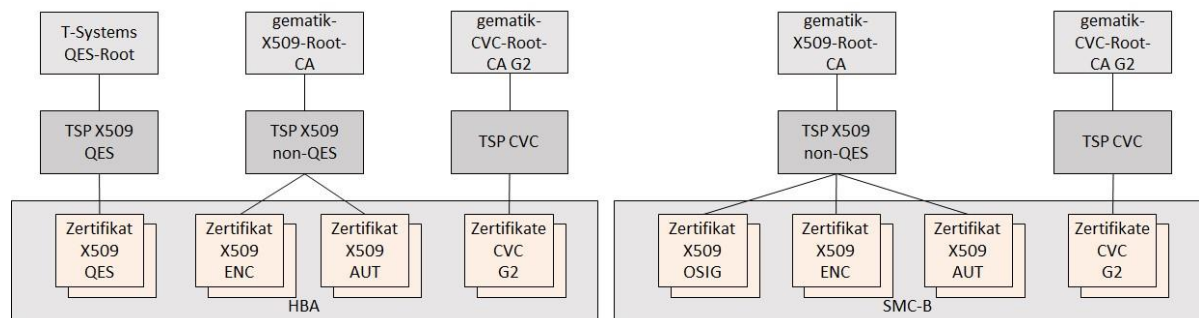 T-Systems
QES-Root
gematik-
X509-Root-
CA
gematik-
CVC-Root-
CA G2
gematik-
X509-Root-
CA
gematik-
CVC-Root-
CA G2
TSP X509
QES
TSP X509
non-QES
TSP CVC
TSP X509
non-QES
TSP CVC
Zertifikat
X509
QES
Zertifikat
X509
ENC
Zertifikat
X509
AUT
Zertifikate
CVC
G2
Zertifikat
X509
OSIG
Zertifikat
X509
ENC
Zertifikat
X509
AUT
Zertifikate
CVC
G2
HBA
SMC-B